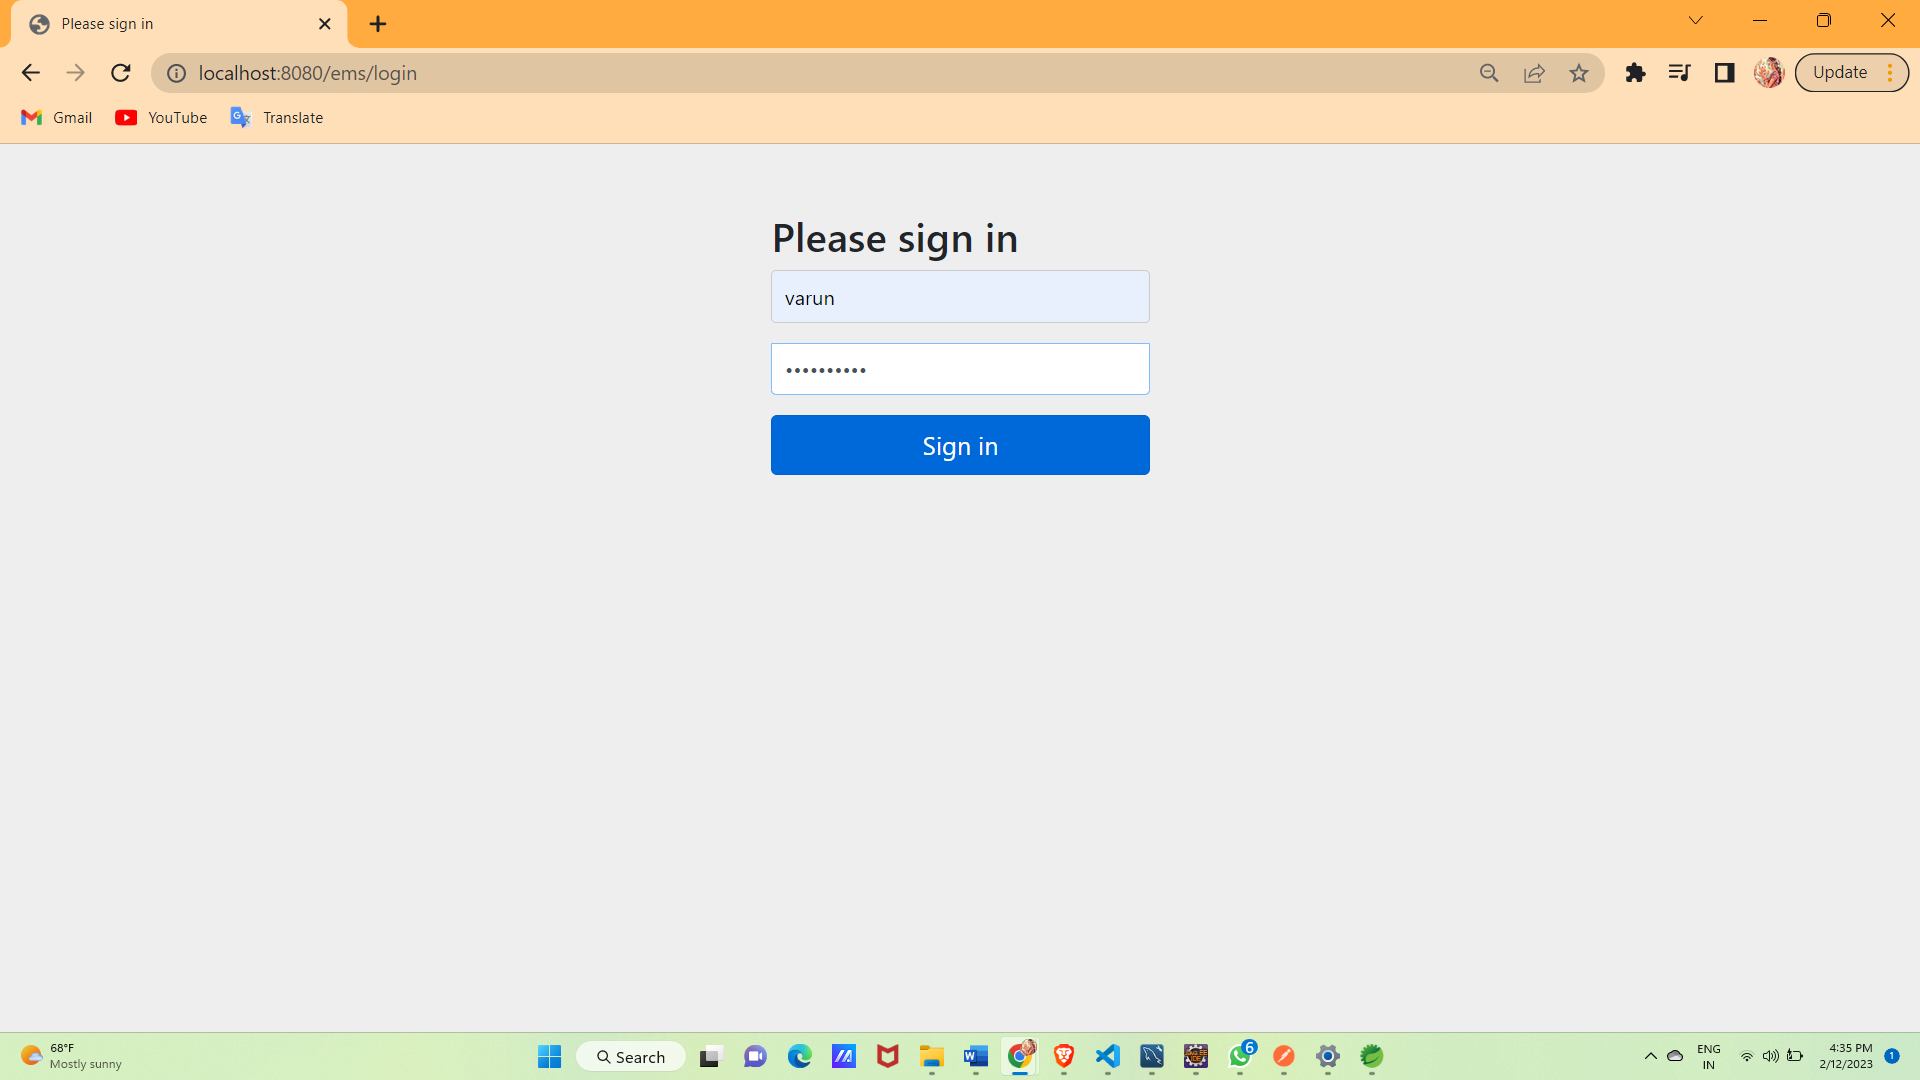 Please sign in
localhost:8080/ems/login
Update
Gmail
YouTube
Translate
Please sign in
varun
••••••••••
Sign in
68°F
Mostly sunny
Search
6
ENG
IN
4:35 PM
2/12/2023
1